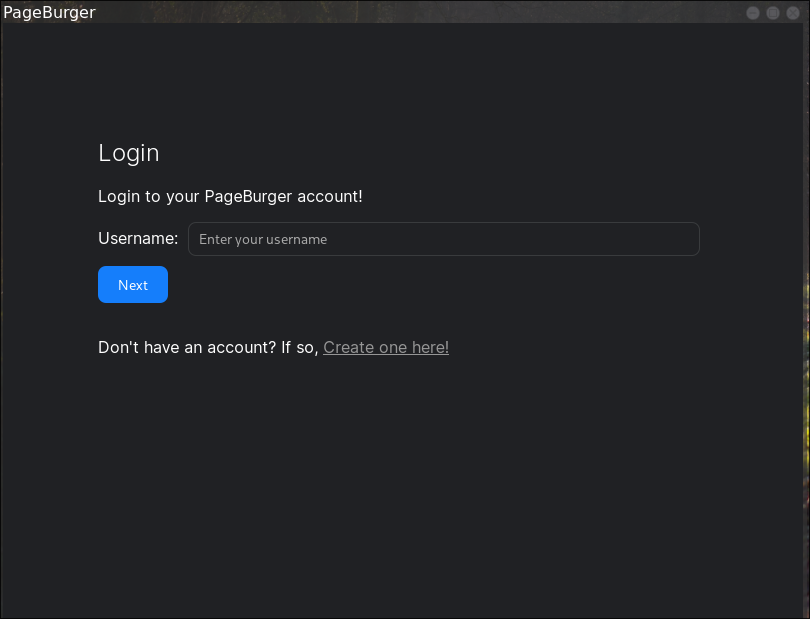 PageBurger
Login
Login to your PageBurger account!
Username: Enter your username
Next
Don't have an account? If so, Create one here!